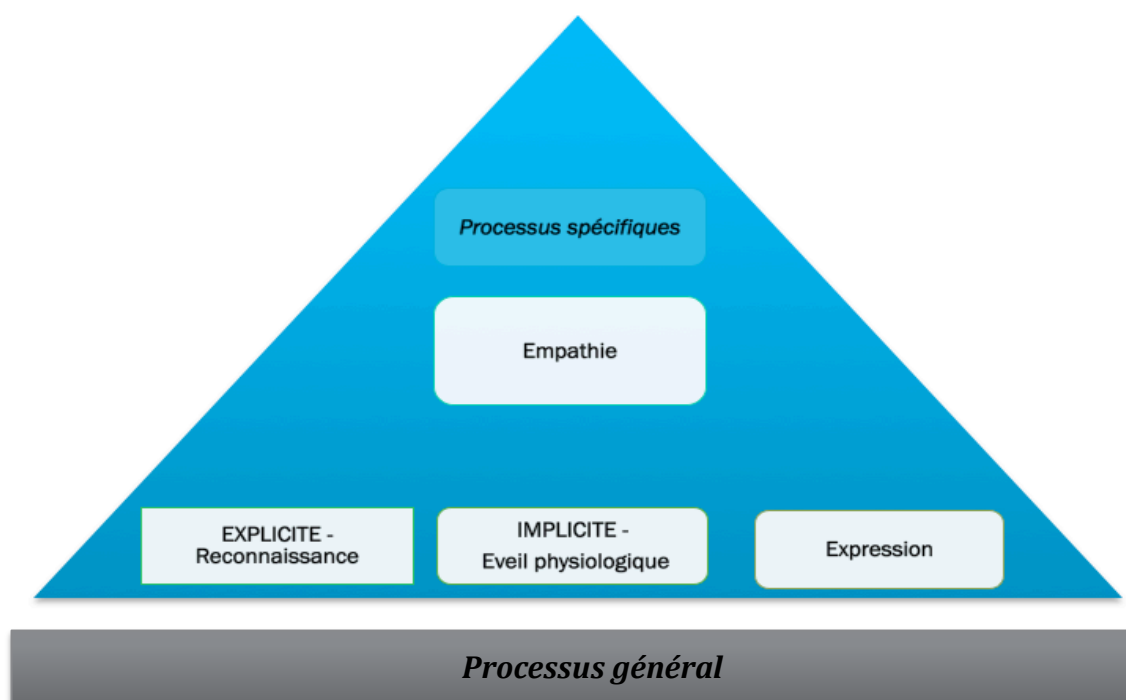 Processus spécifiques
Empathie
EXPLICITE -
Reconnaissance
IMPLICITE -
Eveil physiologique
Expression
Processus général